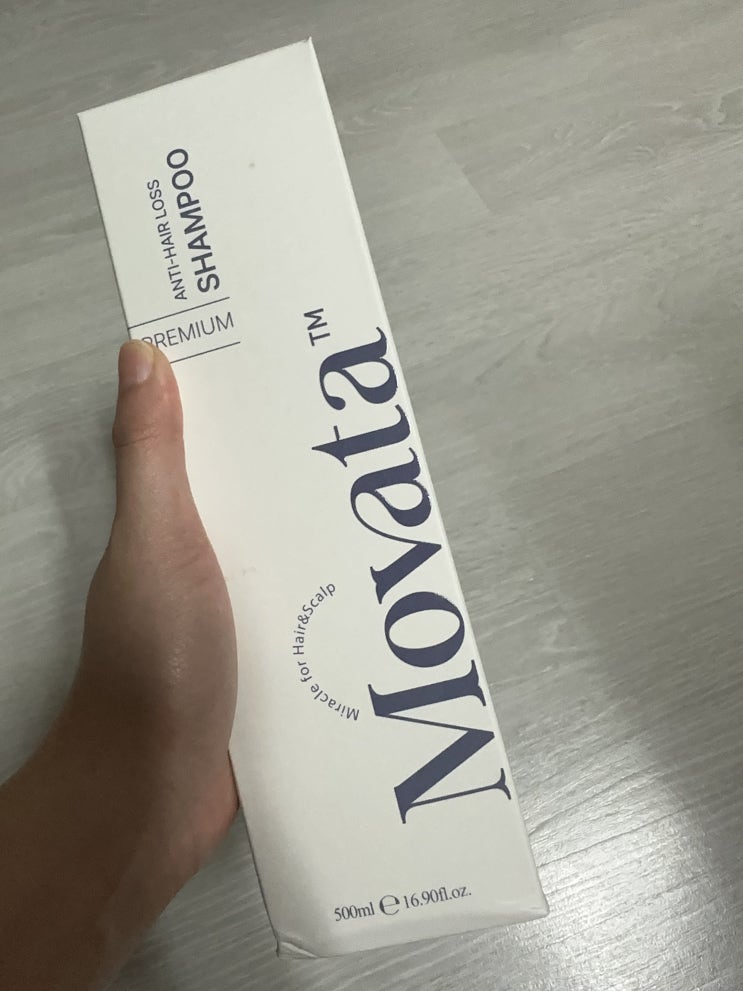 ANTI-HAIR LOSS
SHAMPOO
PREMIUM
Movata™
Miracle for Hair&Scalp
500ml ℮ 16.90fl.oz.